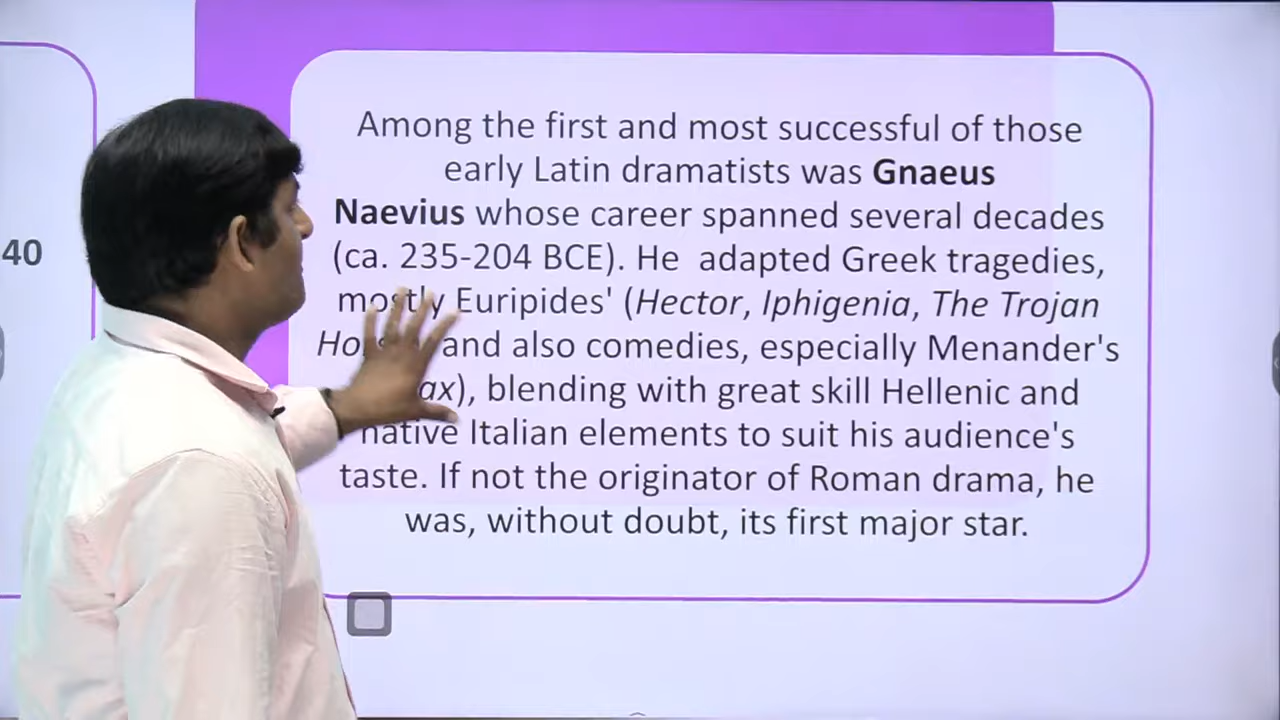 40
Among the first and most successful of those
early Latin dramatists was Gnaeus
Naevius whose career spanned several decades
(ca. 235-204 BCE). He adapted Greek tragedies,
mostly Euripides' (Hector, Iphigenia, The Trojan
and also comedies, especially Menander's
blending with great skill Hellenic and
native Italian elements to suit his audience's
taste. If not the originator of Roman drama, he
was, without doubt, its first major star.